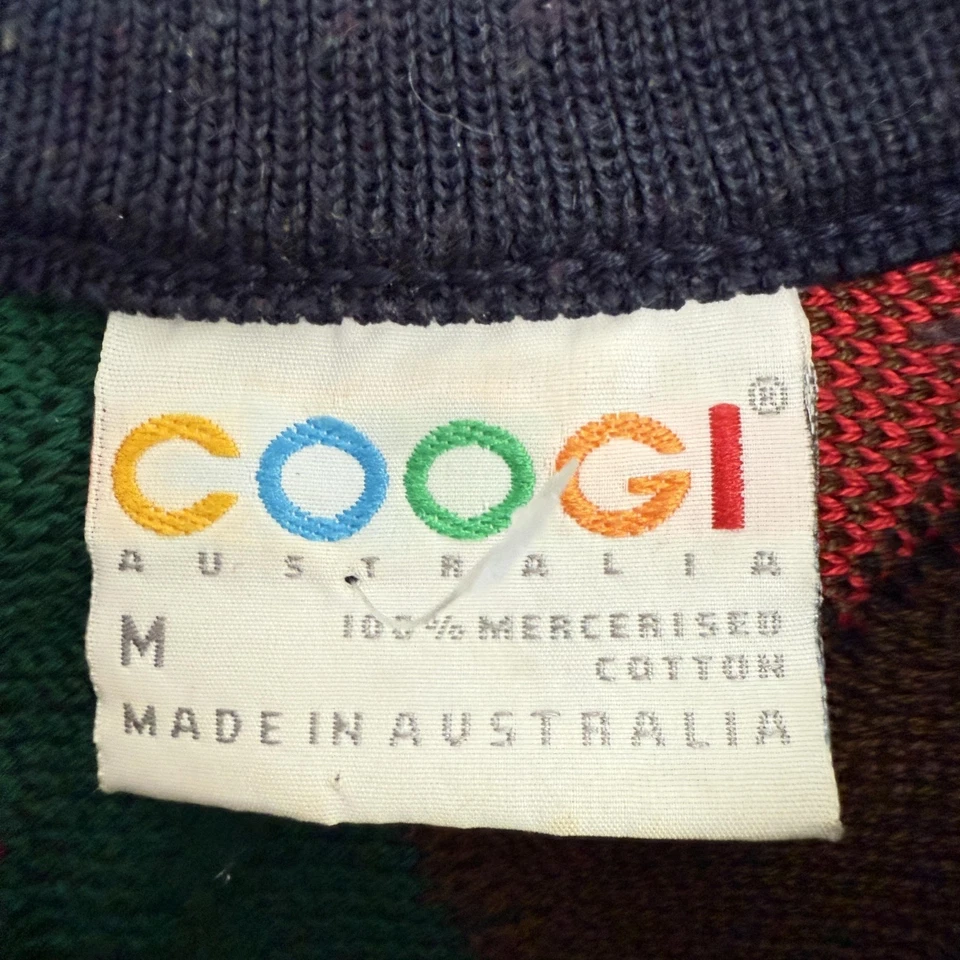 COOGI®
AUSTRALIA
M 100% MERCERISED
COTTON
MADE IN AUSTRALIA